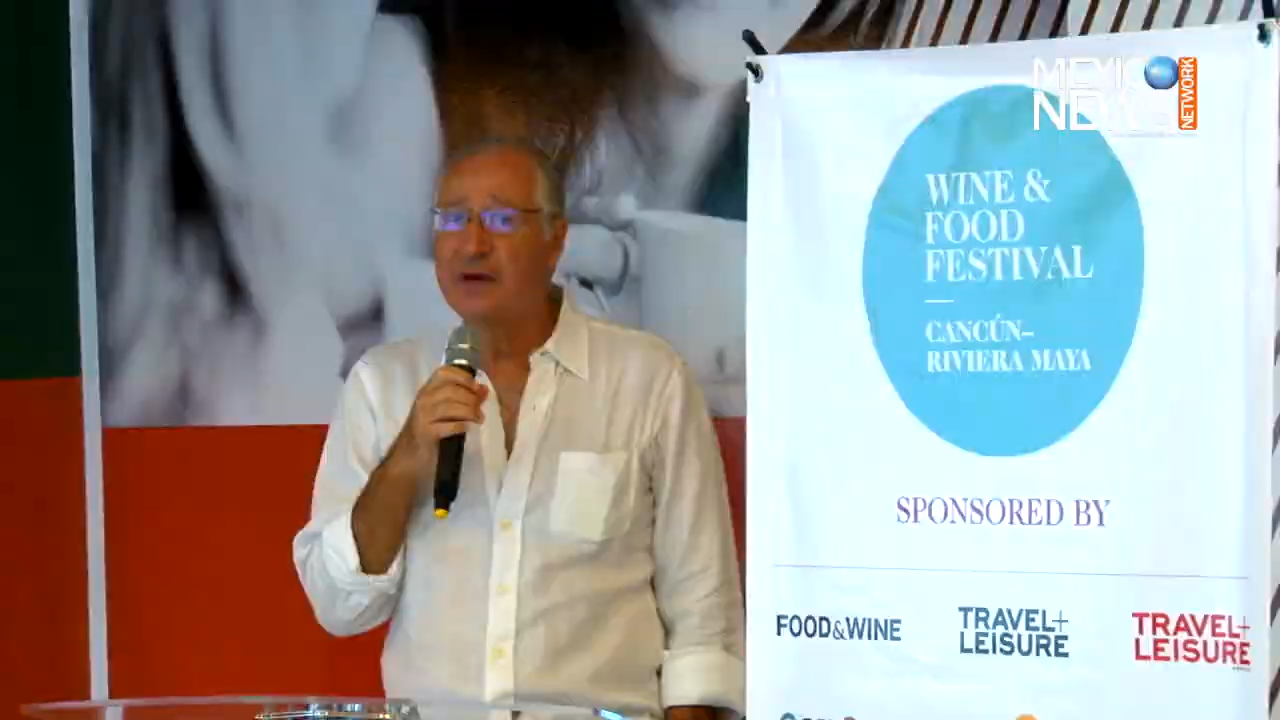 MEXICO
NEWS
NETWORK
WINE &
FOOD
FESTIVAL
CANCÚN–
RIVIERA MAYA
SPONSORED BY
FOOD&WINE
TRAVEL+
LEISURE
TRAVEL+
LEISURE